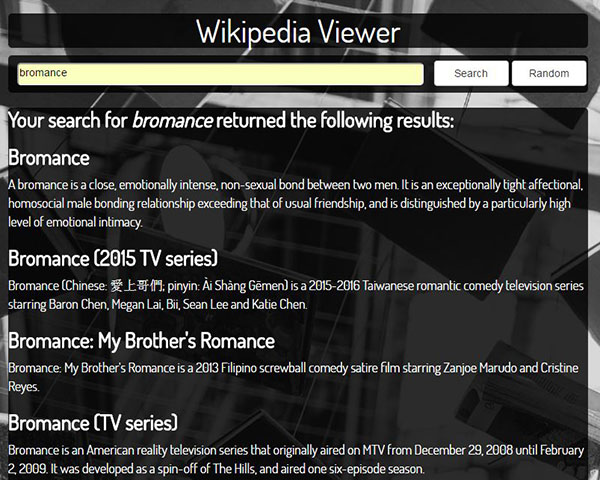 Wikipedia Viewer
bromance
Search
Random
Your search for bromance returned the following results:
Bromance
A bromance is a close, emotionally intense, non-sexual bond between two men. It is an exceptionally tight affectional,
homosocial male bonding relationship exceeding that of usual friendship, and is distinguished by a particularly high
level of emotional intimacy.
Bromance (2015 TV series)
Bromance (Chinese: 愛上哥們; pinyin: Ài Shàng Gēmen) is a 2015-2016 Taiwanese romantic comedy television series
starring Baron Chen, Megan Lai, Bii, Sean Lee and Katie Chen.
Bromance: My Brother's Romance
Bromance: My Brother's Romance is a 2013 Filipino screwball comedy satire film starring Zanjoe Marudo and Cristine
Reyes.
Bromance (TV series)
Bromance is an American reality television series that originally aired on MTV from December 29, 2008 until February
2, 2009. It was developed as a spin-off of The Hills, and aired one six-episode season.